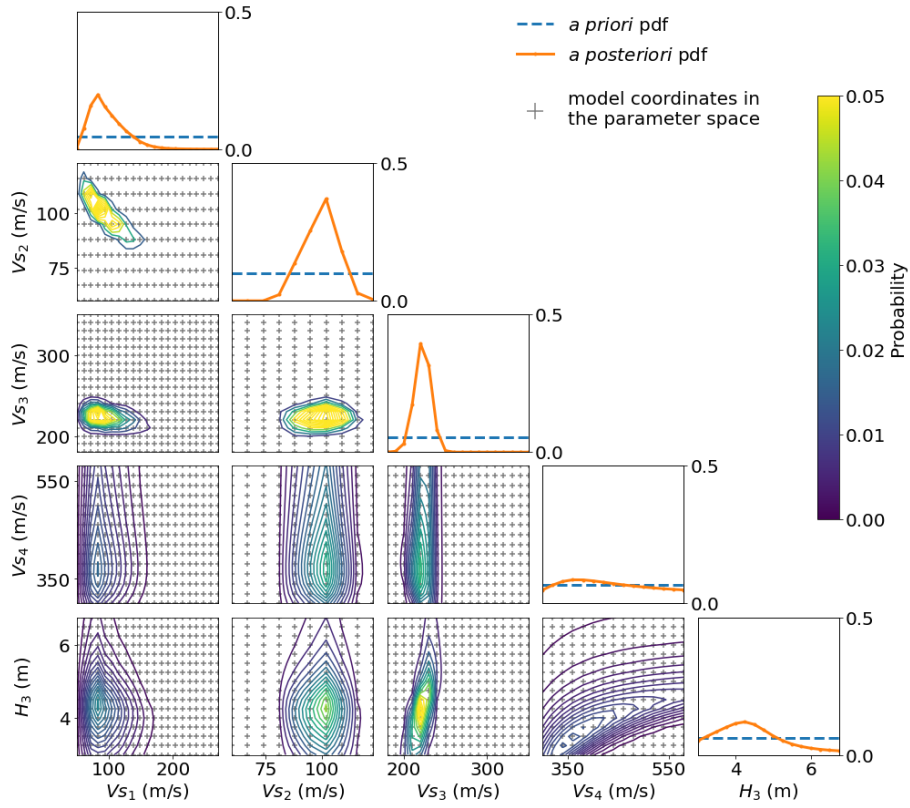 0.5
a priori pdf
a posteriori pdf
model coordinates in
the parameter space
0.0
0.5
0.05
Vs2 (m/s)
100
75
0.0
0.04
0.5
Vs3 (m/s)
300
200
0.0
0.03
0.02
0.01
0.00
Probability
0.5
Vs4 (m/s)
550
350
0.0
0.5
H3 (m)
6
4
0.0
100 200
75 100
200 300
350 550
4 6
Vs1 (m/s) Vs2 (m/s) Vs3 (m/s) Vs4 (m/s) H3 (m)